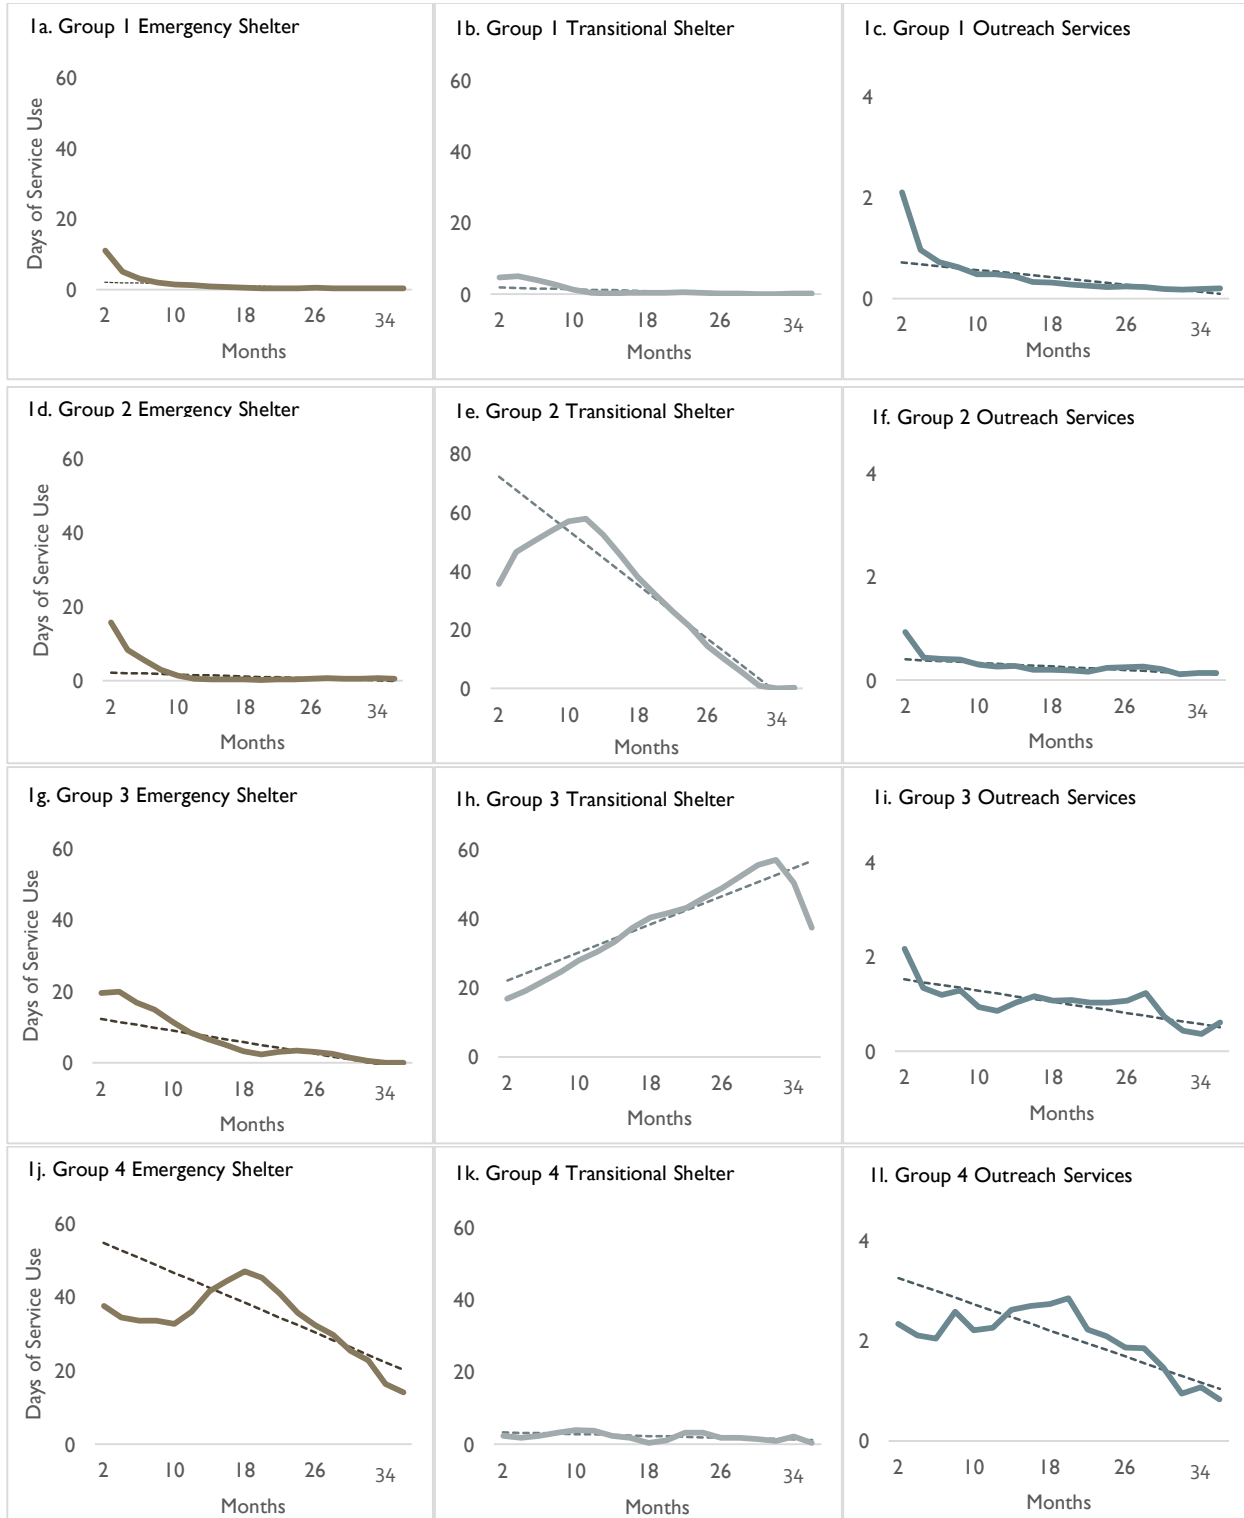 1a. Group 1 Emergency Shelter
60
40
20
0
Days of Service Use
2 10 18 26 34
Months
1b. Group 1 Transitional Shelter
60
40
20
0
2 10 18 26 34
Months
1c. Group 1 Outreach Services
4
2
0
2 10 18 26 34
Months
1d. Group 2 Emergency Shelter
60
40
20
0
Days of Service Use
2 10 18 26 34
Months
1e. Group 2 Transitional Shelter
80
60
40
20
0
2 10 18 26 34
Months
1f. Group 2 Outreach Services
4
2
0
2 10 18 26 34
Months
1g. Group 3 Emergency Shelter
60
40
20
0
Days of Service Use
2 10 18 26 34
Months
1h. Group 3 Transitional Shelter
60
40
20
0
2 10 18 26 34
Months
1i. Group 3 Outreach Services
4
2
0
2 10 18 26 34
Months
1j. Group 4 Emergency Shelter
60
40
20
0
Days of Service Use
2 10 18 26 34
Months
1k. Group 4 Transitional Shelter
60
40
20
0
2 10 18 26 34
Months
1l. Group 4 Outreach Services
4
2
0
2 10 18 26 34
Months